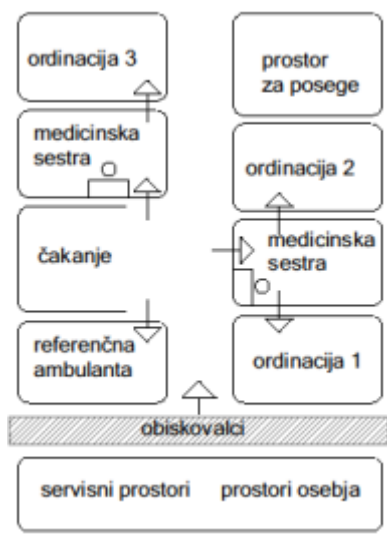 ordinacija 3
prostor
za posege
medicinska
sestra
ordinacija 2
čakanje
medicinska
sestra
referenčna
ambulanta
ordinacija 1
obiskovalci
servisni prostori
prostori osebja